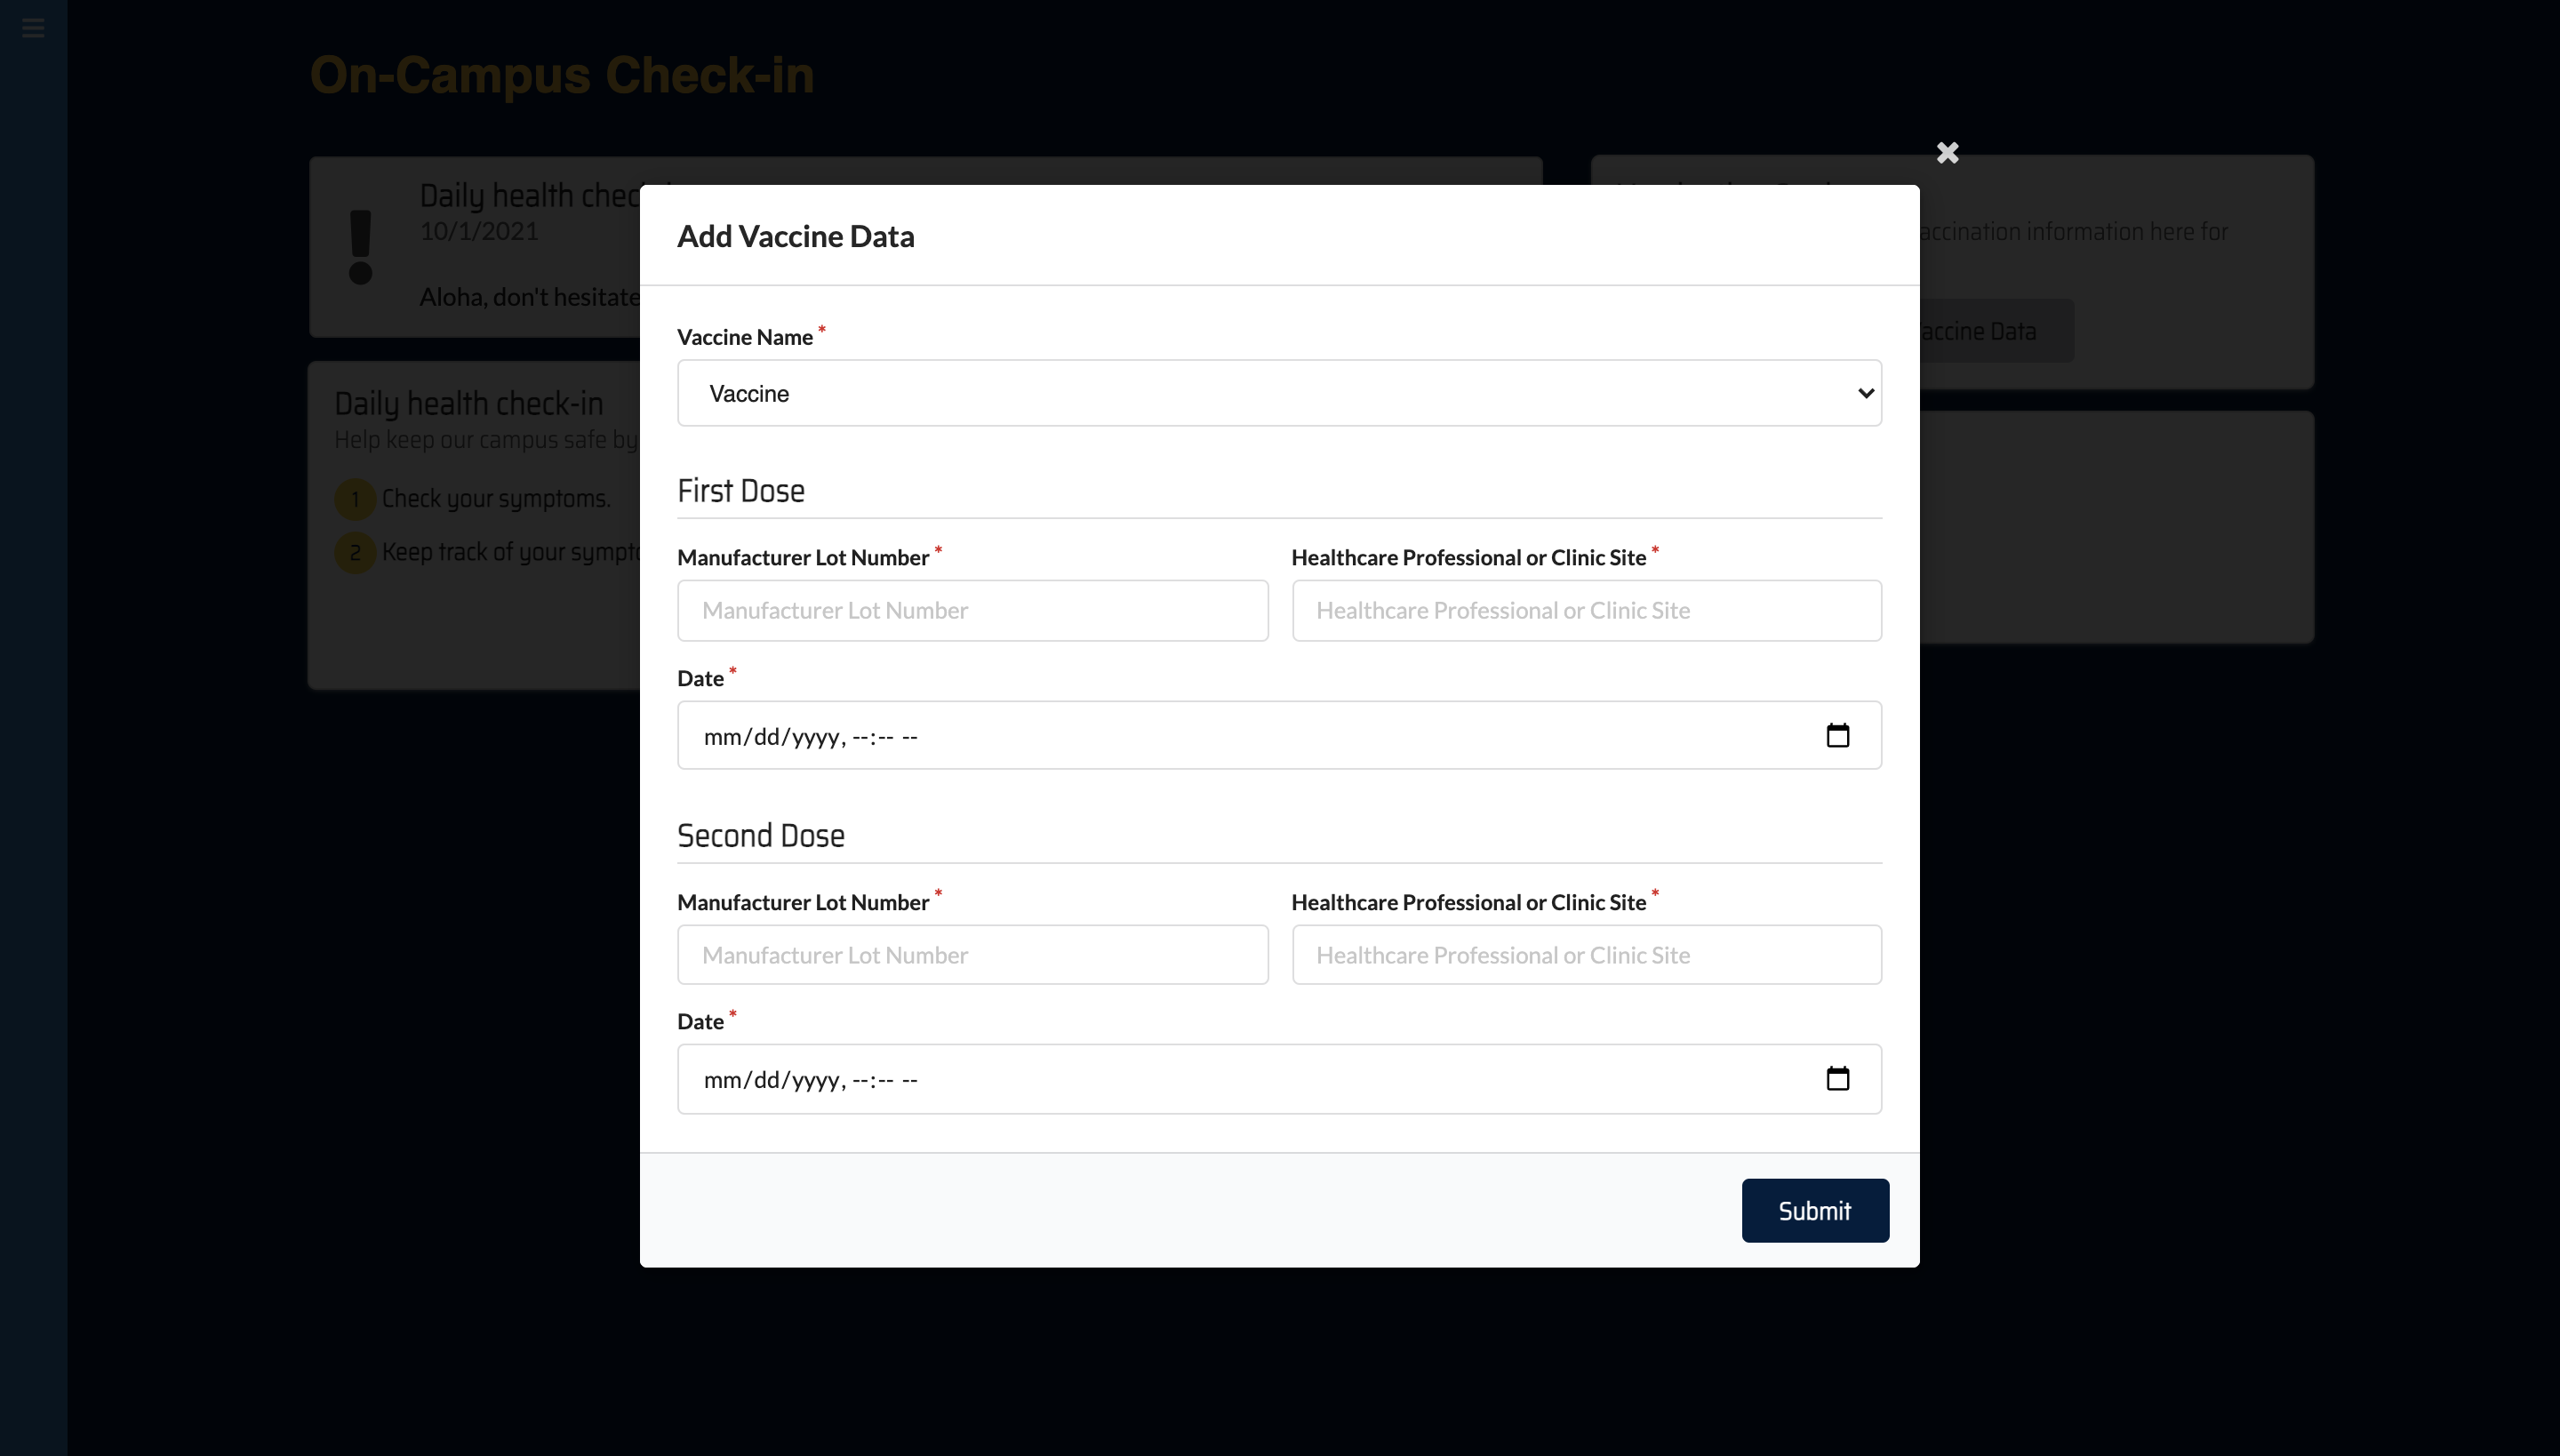 On-Campus Check-in
Daily health chec
10/1/2021
Aloha, don't hesitate
accination information here for
accine Data
Daily health check-in
Help keep our campus safe by
1 Check your symptoms.
2 Keep track of your sympto
Add Vaccine Data
Vaccine Name *
Vaccine
First Dose
Manufacturer Lot Number * Healthcare Professional or Clinic Site *
Manufacturer Lot Number Healthcare Professional or Clinic Site
Date *
mm/dd/yyyy, --:-- --
Second Dose
Manufacturer Lot Number * Healthcare Professional or Clinic Site *
Manufacturer Lot Number Healthcare Professional or Clinic Site
Date *
mm/dd/yyyy, --:-- --
Submit